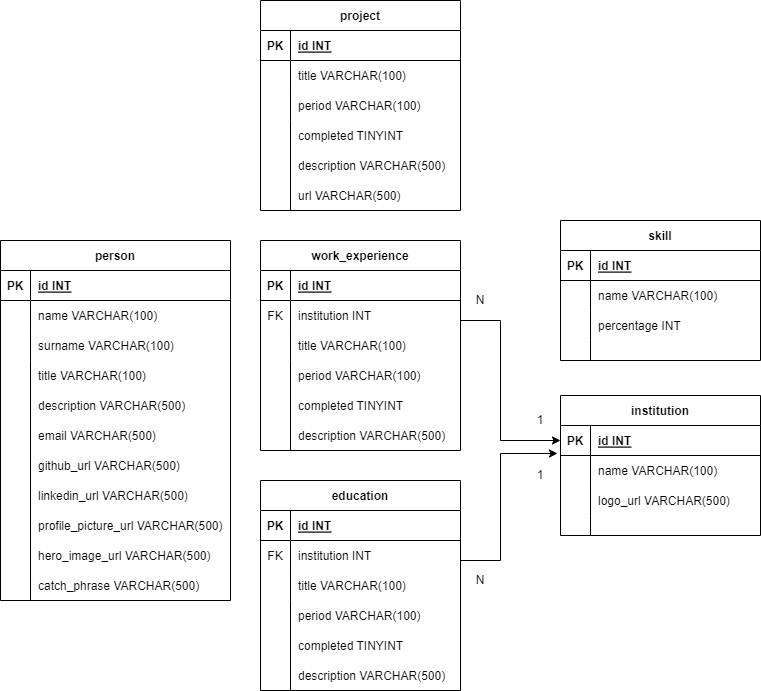 project
PK id INT
title VARCHAR(100)
period VARCHAR(100)
completed TINYINT
description VARCHAR(500)
url VARCHAR(500)
person
PK id INT
name VARCHAR(100)
surname VARCHAR(100)
title VARCHAR(100)
description VARCHAR(500)
email VARCHAR(500)
github_url VARCHAR(500)
linkedin_url VARCHAR(500)
profile_picture_url VARCHAR(500)
hero_image_url VARCHAR(500)
catch_phrase VARCHAR(500)
work_experience
PK id INT
FK institution INT
title VARCHAR(100)
period VARCHAR(100)
completed TINYINT
description VARCHAR(500)
N
1
skill
PK id INT
name VARCHAR(100)
percentage INT
institution
PK id INT
name VARCHAR(100)
logo_url VARCHAR(500)
education
PK id INT
FK institution INT
title VARCHAR(100)
period VARCHAR(100)
completed TINYINT
description VARCHAR(500)
1
N